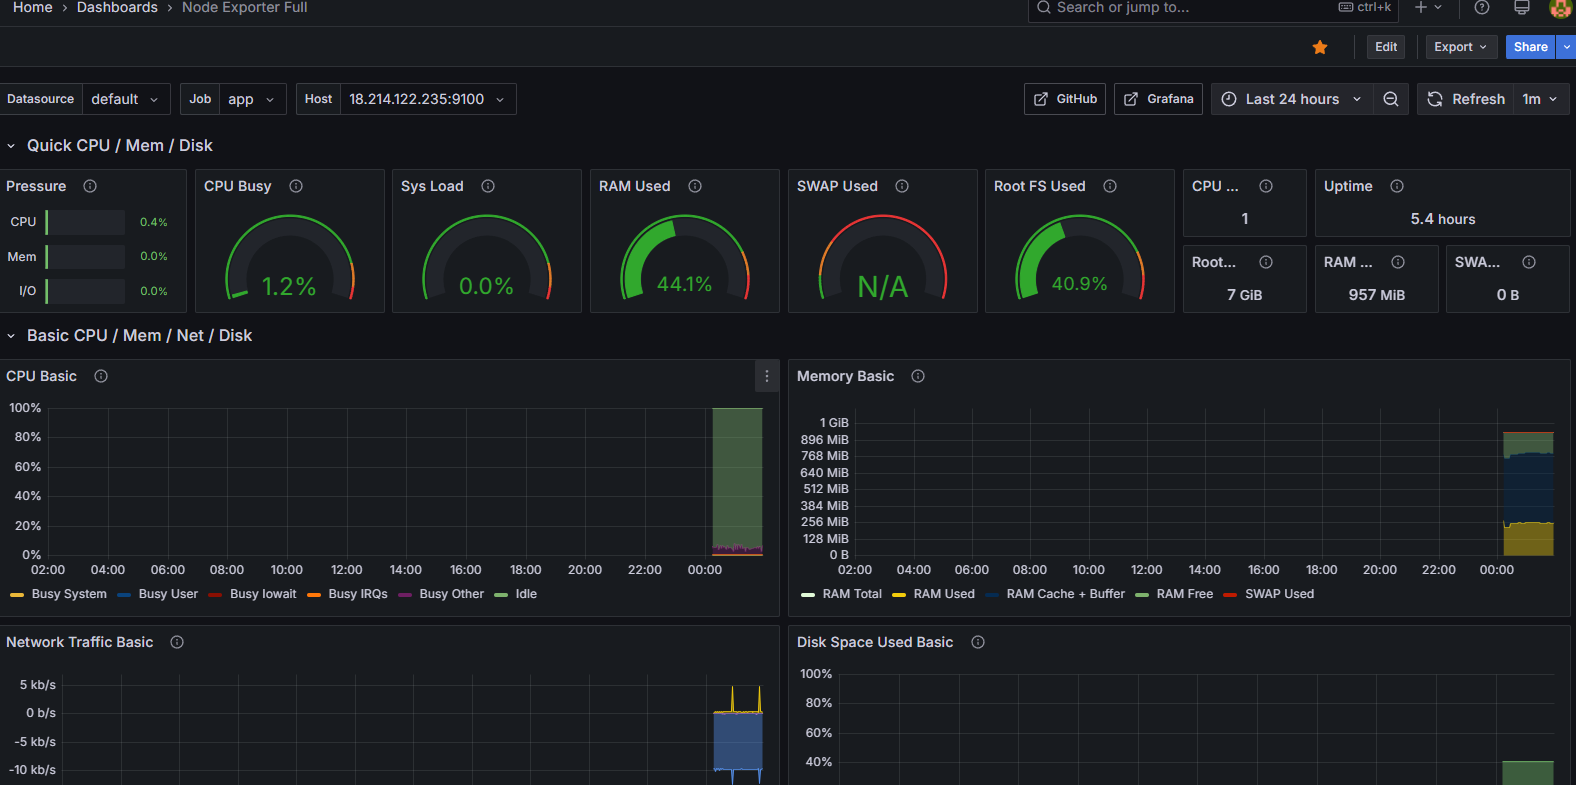 Home › Dashboards › Node Exporter Full
Search or jump to... ctrl+k
Edit Export Share
Datasource default Job app Host 18.214.122.235:9100 GitHub Grafana Last 24 hours Refresh 1m
Quick CPU / Mem / Disk
Pressure CPU Busy Sys Load RAM Used SWAP Used Root FS Used CPU ... Uptime
CPU 0.4%
Mem 0.0%
I/O 0.0%
1.2%
0.0%
44.1%
N/A
40.9%
1
5.4 hours
Root... RAM ... SWA...
7 GiB 957 MiB 0 B
Basic CPU / Mem / Net / Disk
CPU Basic
100%
80%
60%
40%
20%
0%
02:00 04:00 06:00 08:00 10:00 12:00 14:00 16:00 18:00 20:00 22:00 00:00
Busy System Busy User Busy Iowait Busy IRQs Busy Other Idle
Memory Basic
1 GiB
896 MiB
768 MiB
640 MiB
512 MiB
384 MiB
256 MiB
128 MiB
0 B
02:00 04:00 06:00 08:00 10:00 12:00 14:00 16:00 18:00 20:00 22:00 00:00
RAM Total RAM Used RAM Cache + Buffer RAM Free SWAP Used
Network Traffic Basic
5 kb/s
0 b/s
-5 kb/s
-10 kb/s
Disk Space Used Basic
100%
80%
60%
40%